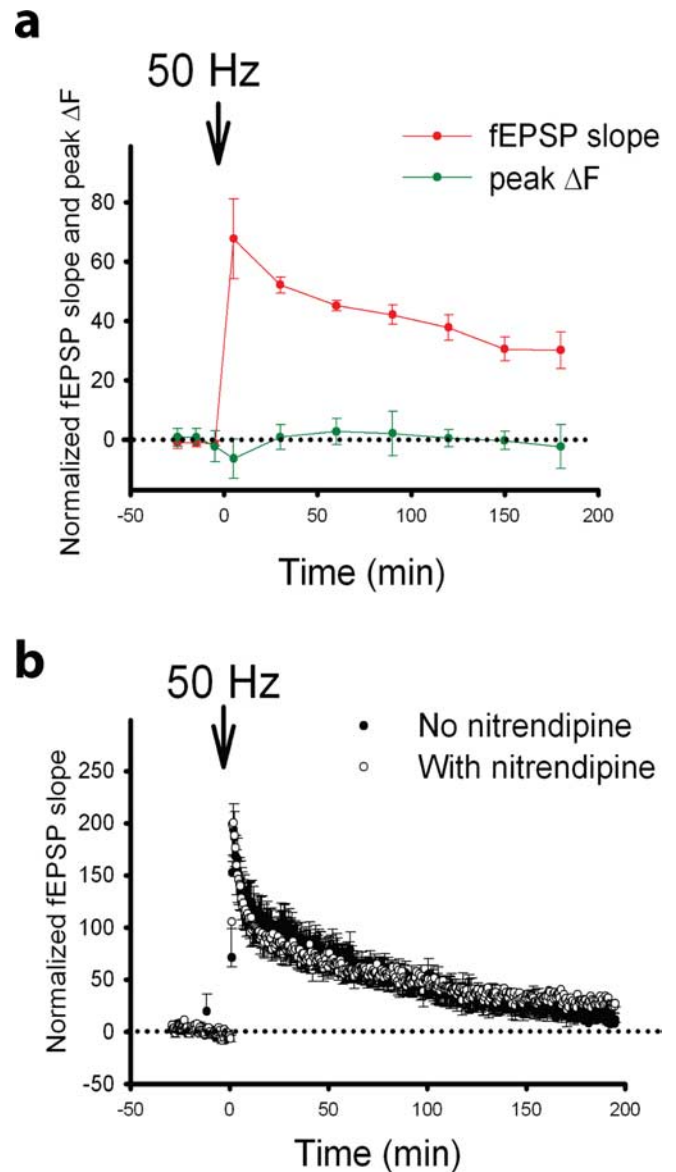 a
50 Hz
fEPSP slope
peak ΔF
Normalized fEPSP slope and peak ΔF
80
60
40
20
0
-50
0
50
100
150
200
Time (min)
b
50 Hz
No nitrendipine
With nitrendipine
Normalized fEPSP slope
250
200
150
100
50
0
-50
-50
0
50
100
150
200
Time (min)